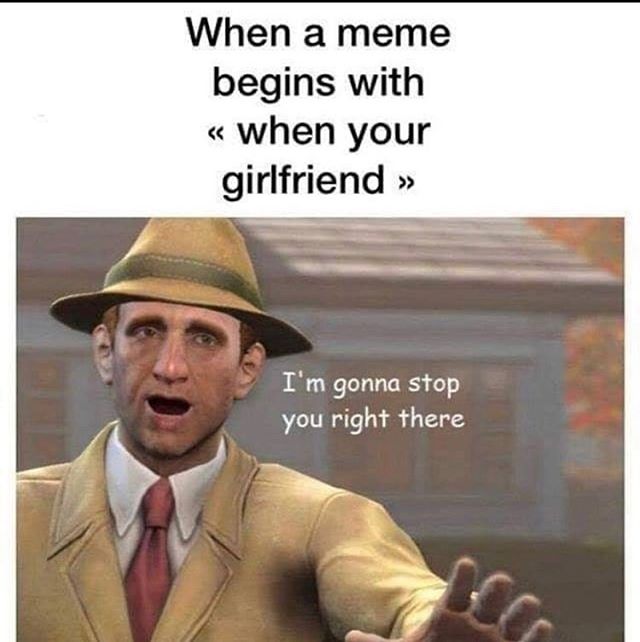 When a meme
begins with
« when your
girlfriend »
I'm gonna stop
you right there